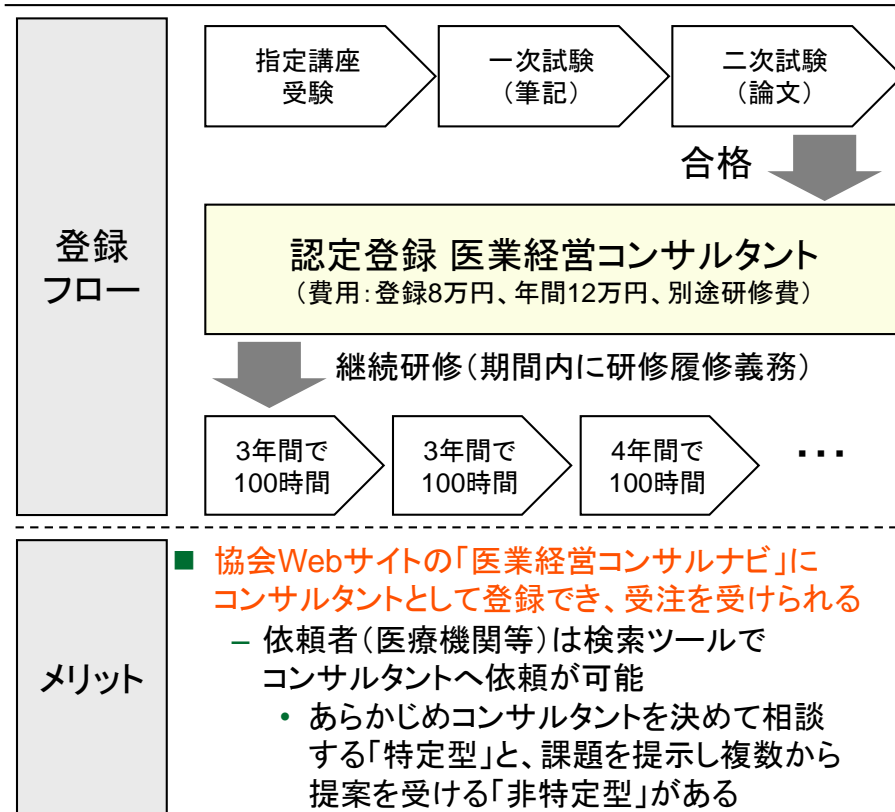 登録
フロー
指定講座
受験
一次試験
（筆記）
二次試験
（論文）
合格
認定登録 医業経営コンサルタント
（費用：登録8万円、年間12万円、別途研修費）
継続研修（期間内に研修履修義務）
3年間で
100時間
3年間で
100時間
4年間で
100時間
･･･
メリット
■ 協会Webサイトの「医業経営コンサルナビ」に
コンサルタントとして登録でき、受注を受けられる
– 依頼者（医療機関等）は検索ツールで
コンサルタントへ依頼が可能
• あらかじめコンサルタントを決めて相談
する「特定型」と、課題を提示し複数から
提案を受ける「非特定型」がある